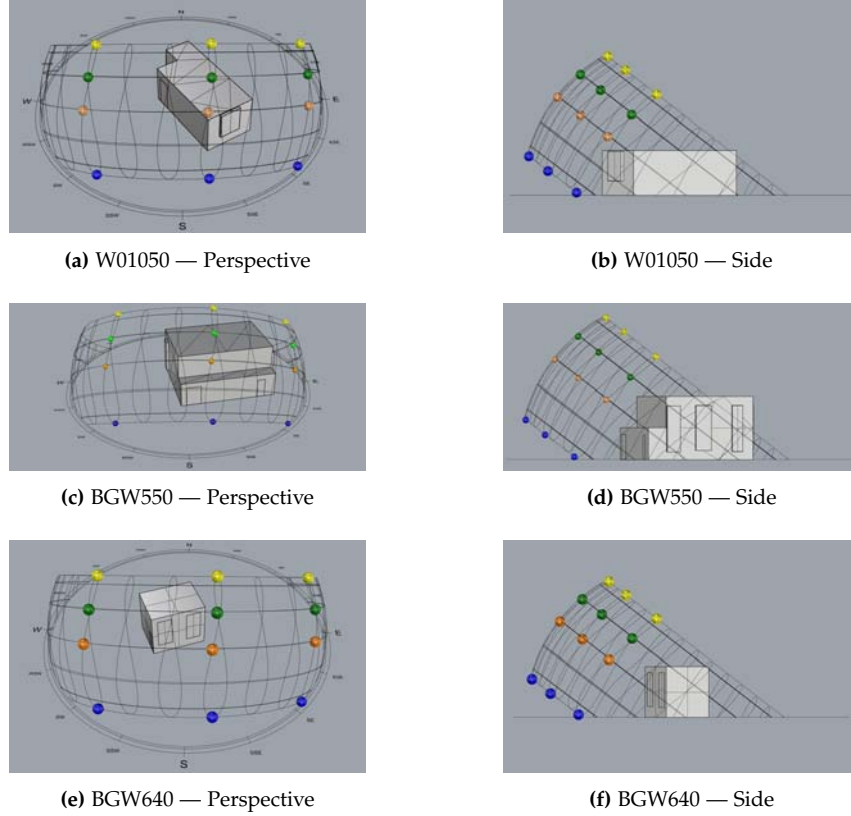 N
W
E
S
(a) W01050 — Perspective
(b) W01050 — Side
S
(c) BGW550 — Perspective
(d) BGW550 — Side
N
W
E
S
(e) BGW640 — Perspective
(f) BGW640 — Side